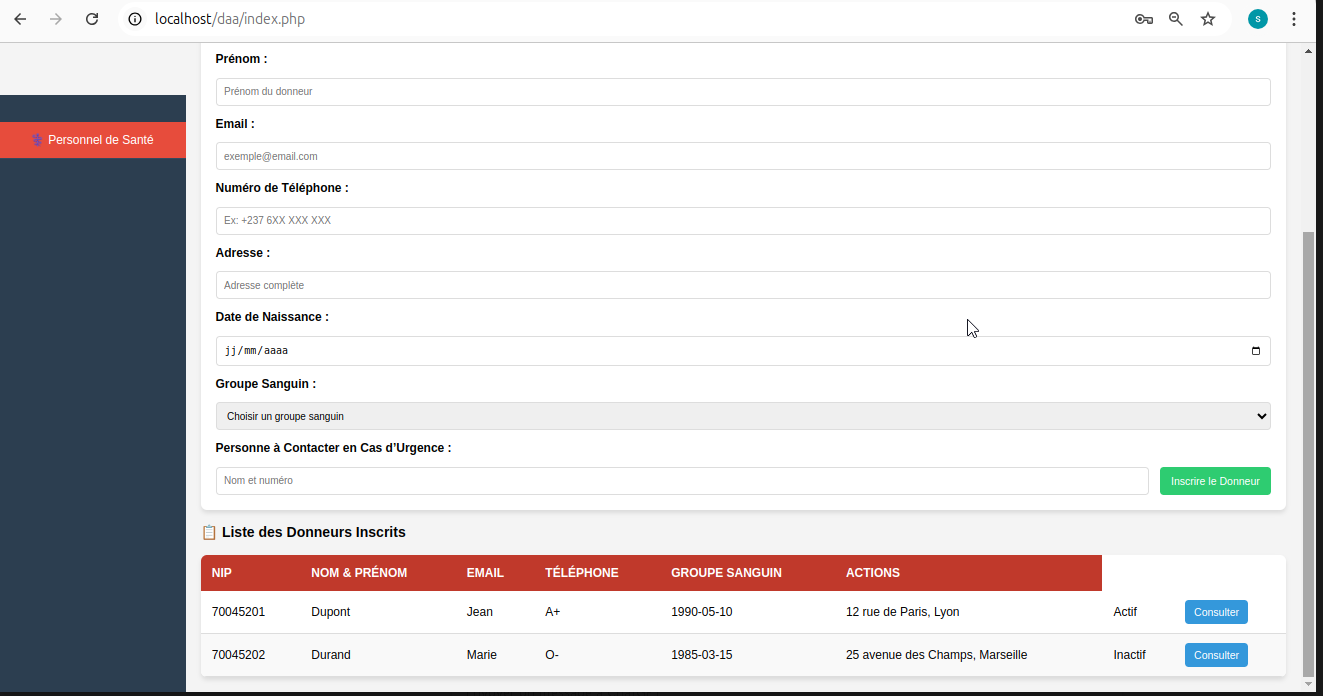 localhost/daa/index.php
S
Personnel de Santé
Prénom :
Prénom du donneur
Email :
exemple@email.com
Numéro de Téléphone :
Ex: +237 6XX XXX XXX
Adresse :
Adresse complète
Date de Naissance :
jj/mm/aaaa
Groupe Sanguin :
Choisir un groupe sanguin
Personne à Contacter en Cas d’Urgence :
Nom et numéro Inscrire le Donneur
Liste des Donneurs Inscrits
NIP NOM & PRÉNOM EMAIL TÉLÉPHONE GROUPE SANGUIN ACTIONS
70045201 Dupont Jean A+ 1990-05-10 12 rue de Paris, Lyon Actif Consulter
70045202 Durand Marie O- 1985-03-15 25 avenue des Champs, Marseille Inactif Consulter